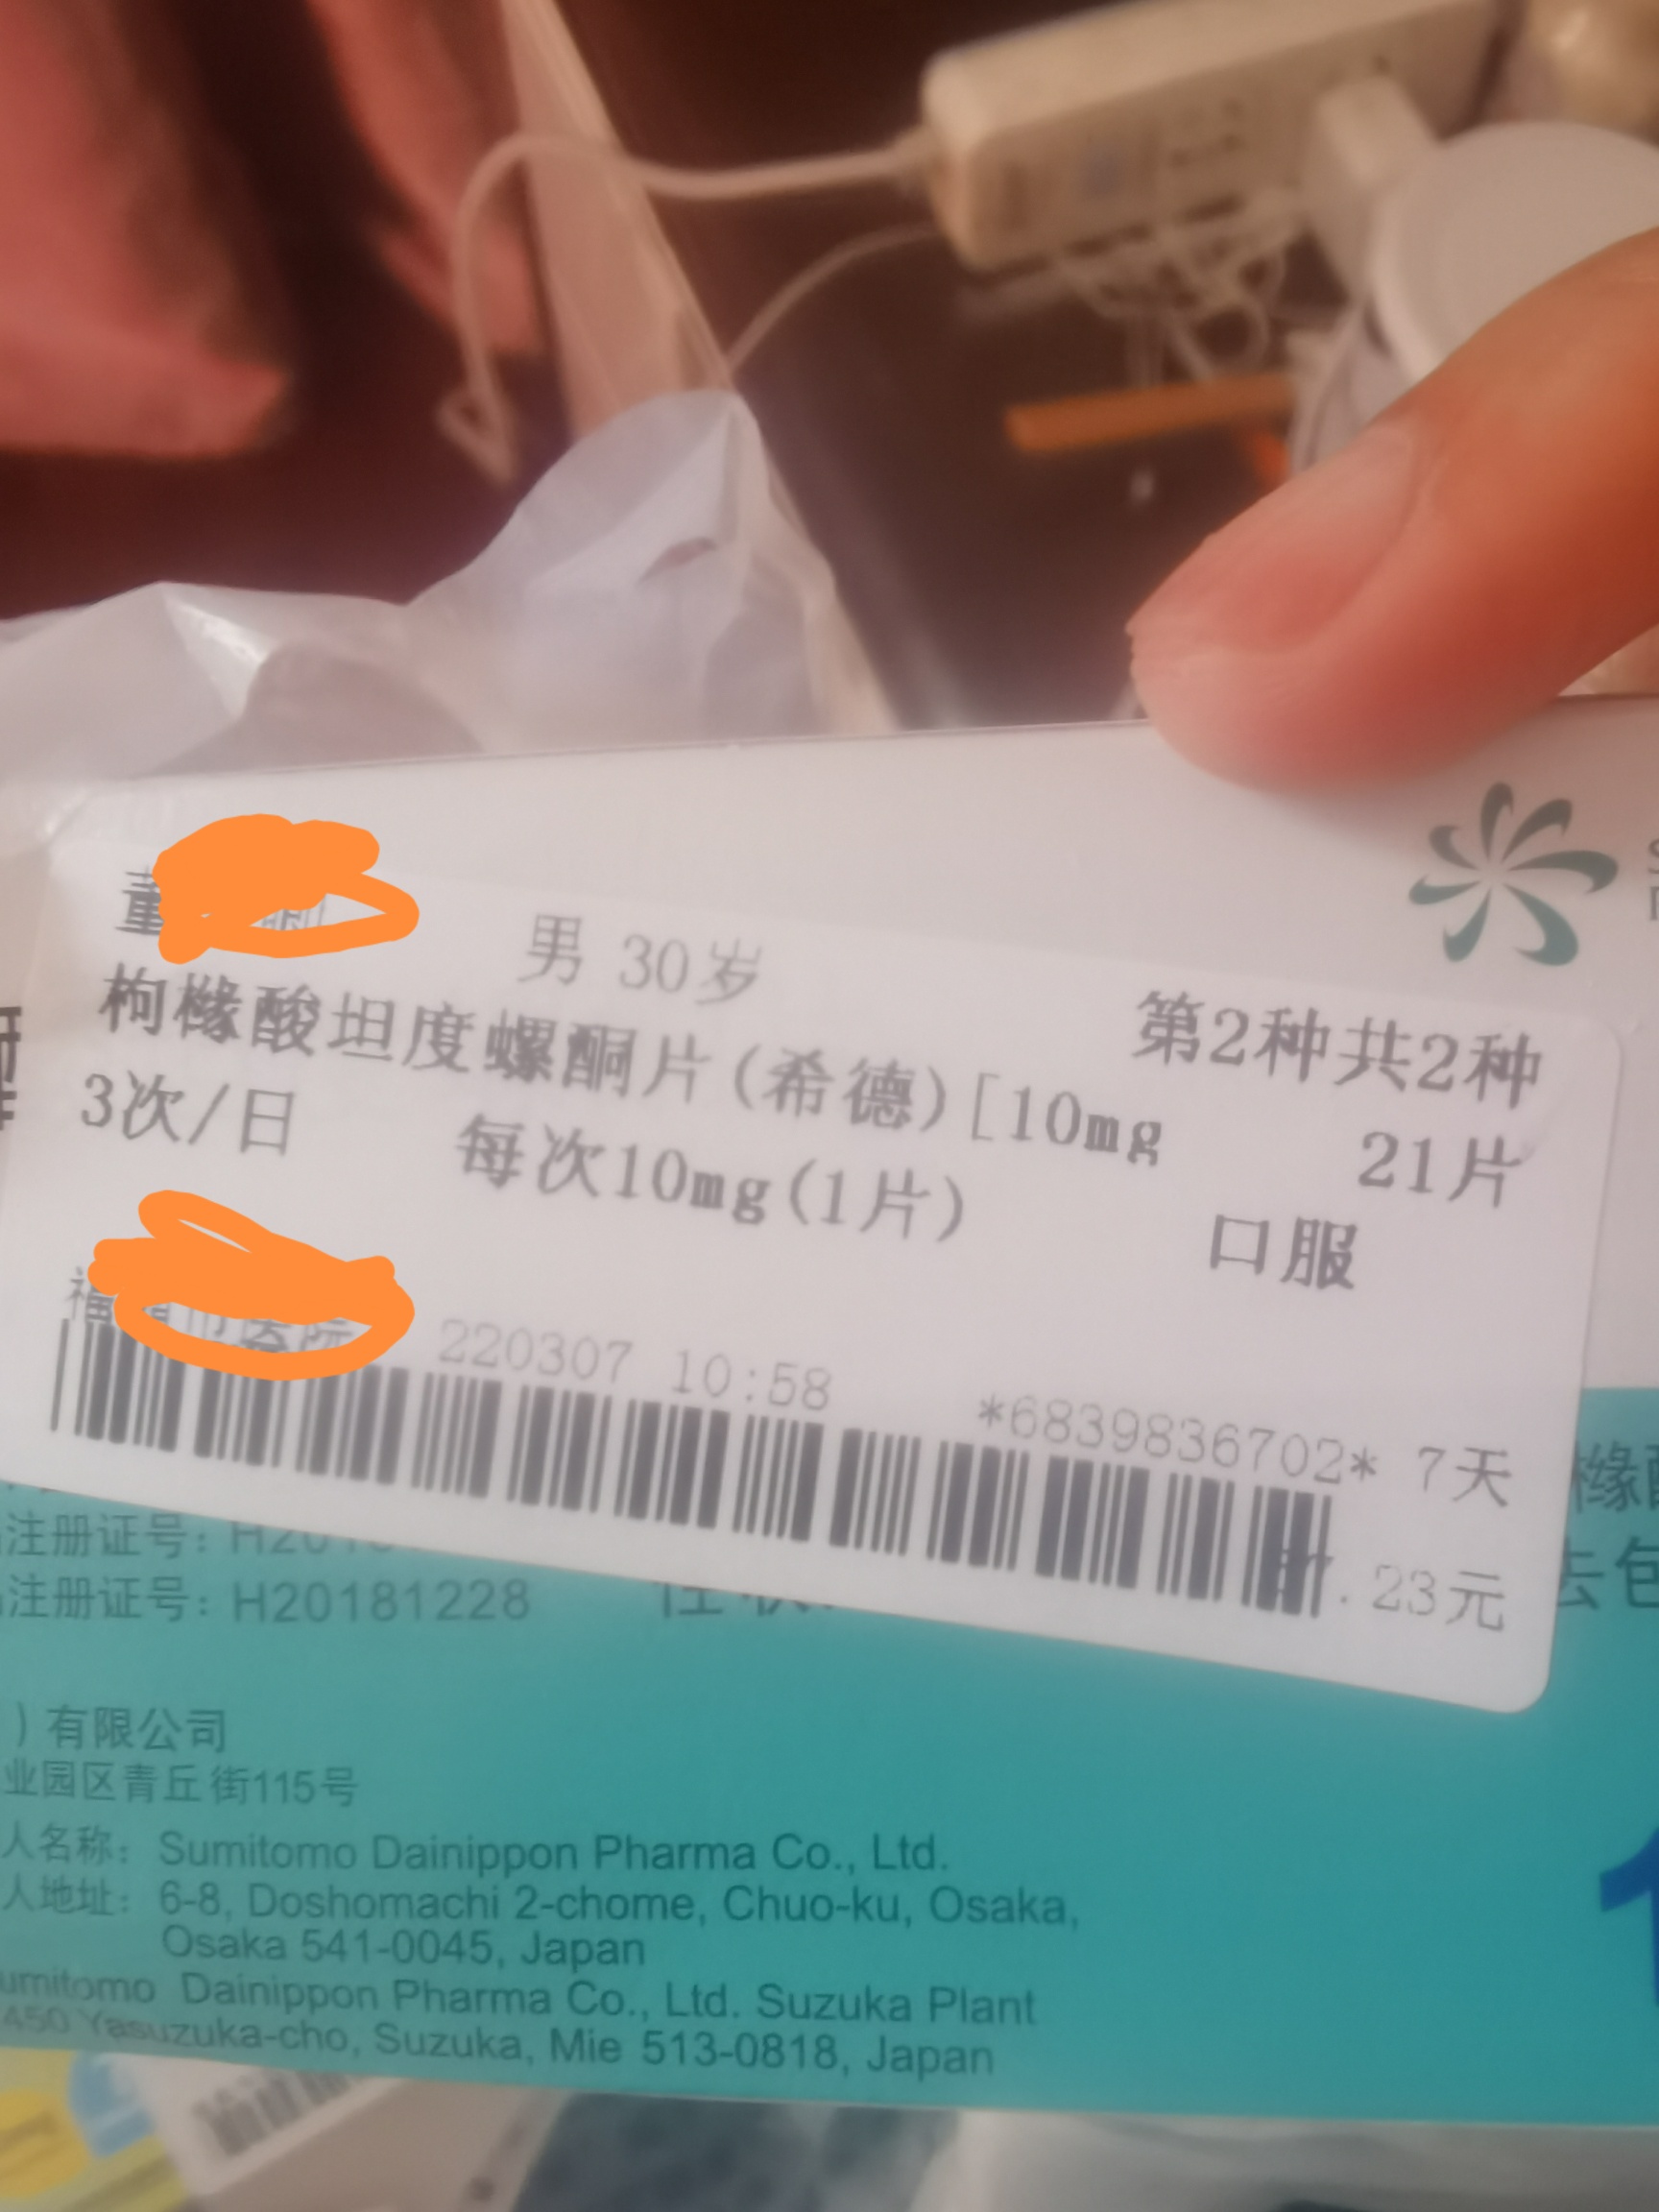 董
男 30岁
第2种共2种
枸橼酸坦度螺酮片(希德)[10mg
21片
3次/日 每次10mg(1片) 口服
220307 10:58 *6839836702* 7天
.23元
注册证号：
注册证号：H20181228
)有限公司
业园区青丘街115号
人名称：Sumitomo Dainippon Pharma Co., Ltd.
人地址：6-8, Doshomachi 2-chome, Chuo-ku, Osaka,
Osaka 541-0045, Japan
umitomo Dainippon Pharma Co., Ltd. Suzuka Plant
450 Yasuzuka-cho, Suzuka, Mie 513-0818, Japan